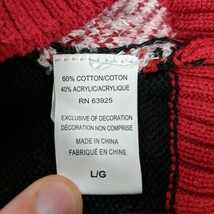 60% COTTON/COTON
40% ACRYLIC/ACRYLIQUE
RN 63925
EXCLUSIVE OF DECORATION
DÉCORATION NON COMPRISE
MADE IN CHINA
FABRIQUÉ EN CHINE
L/G